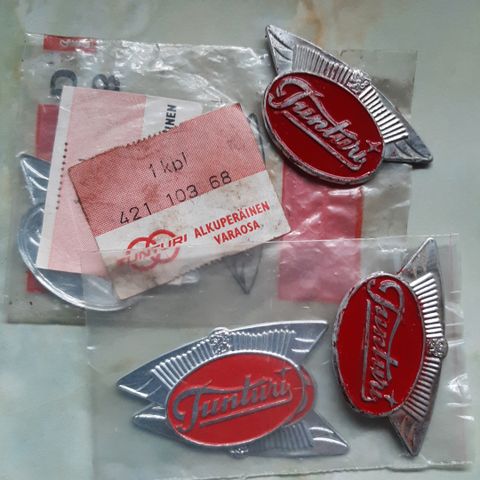 Tunturi
1 kpl
421 103 68
TUNTURI ALKUPERÄINEN
VARAOSA
Tunturi
Tunturi